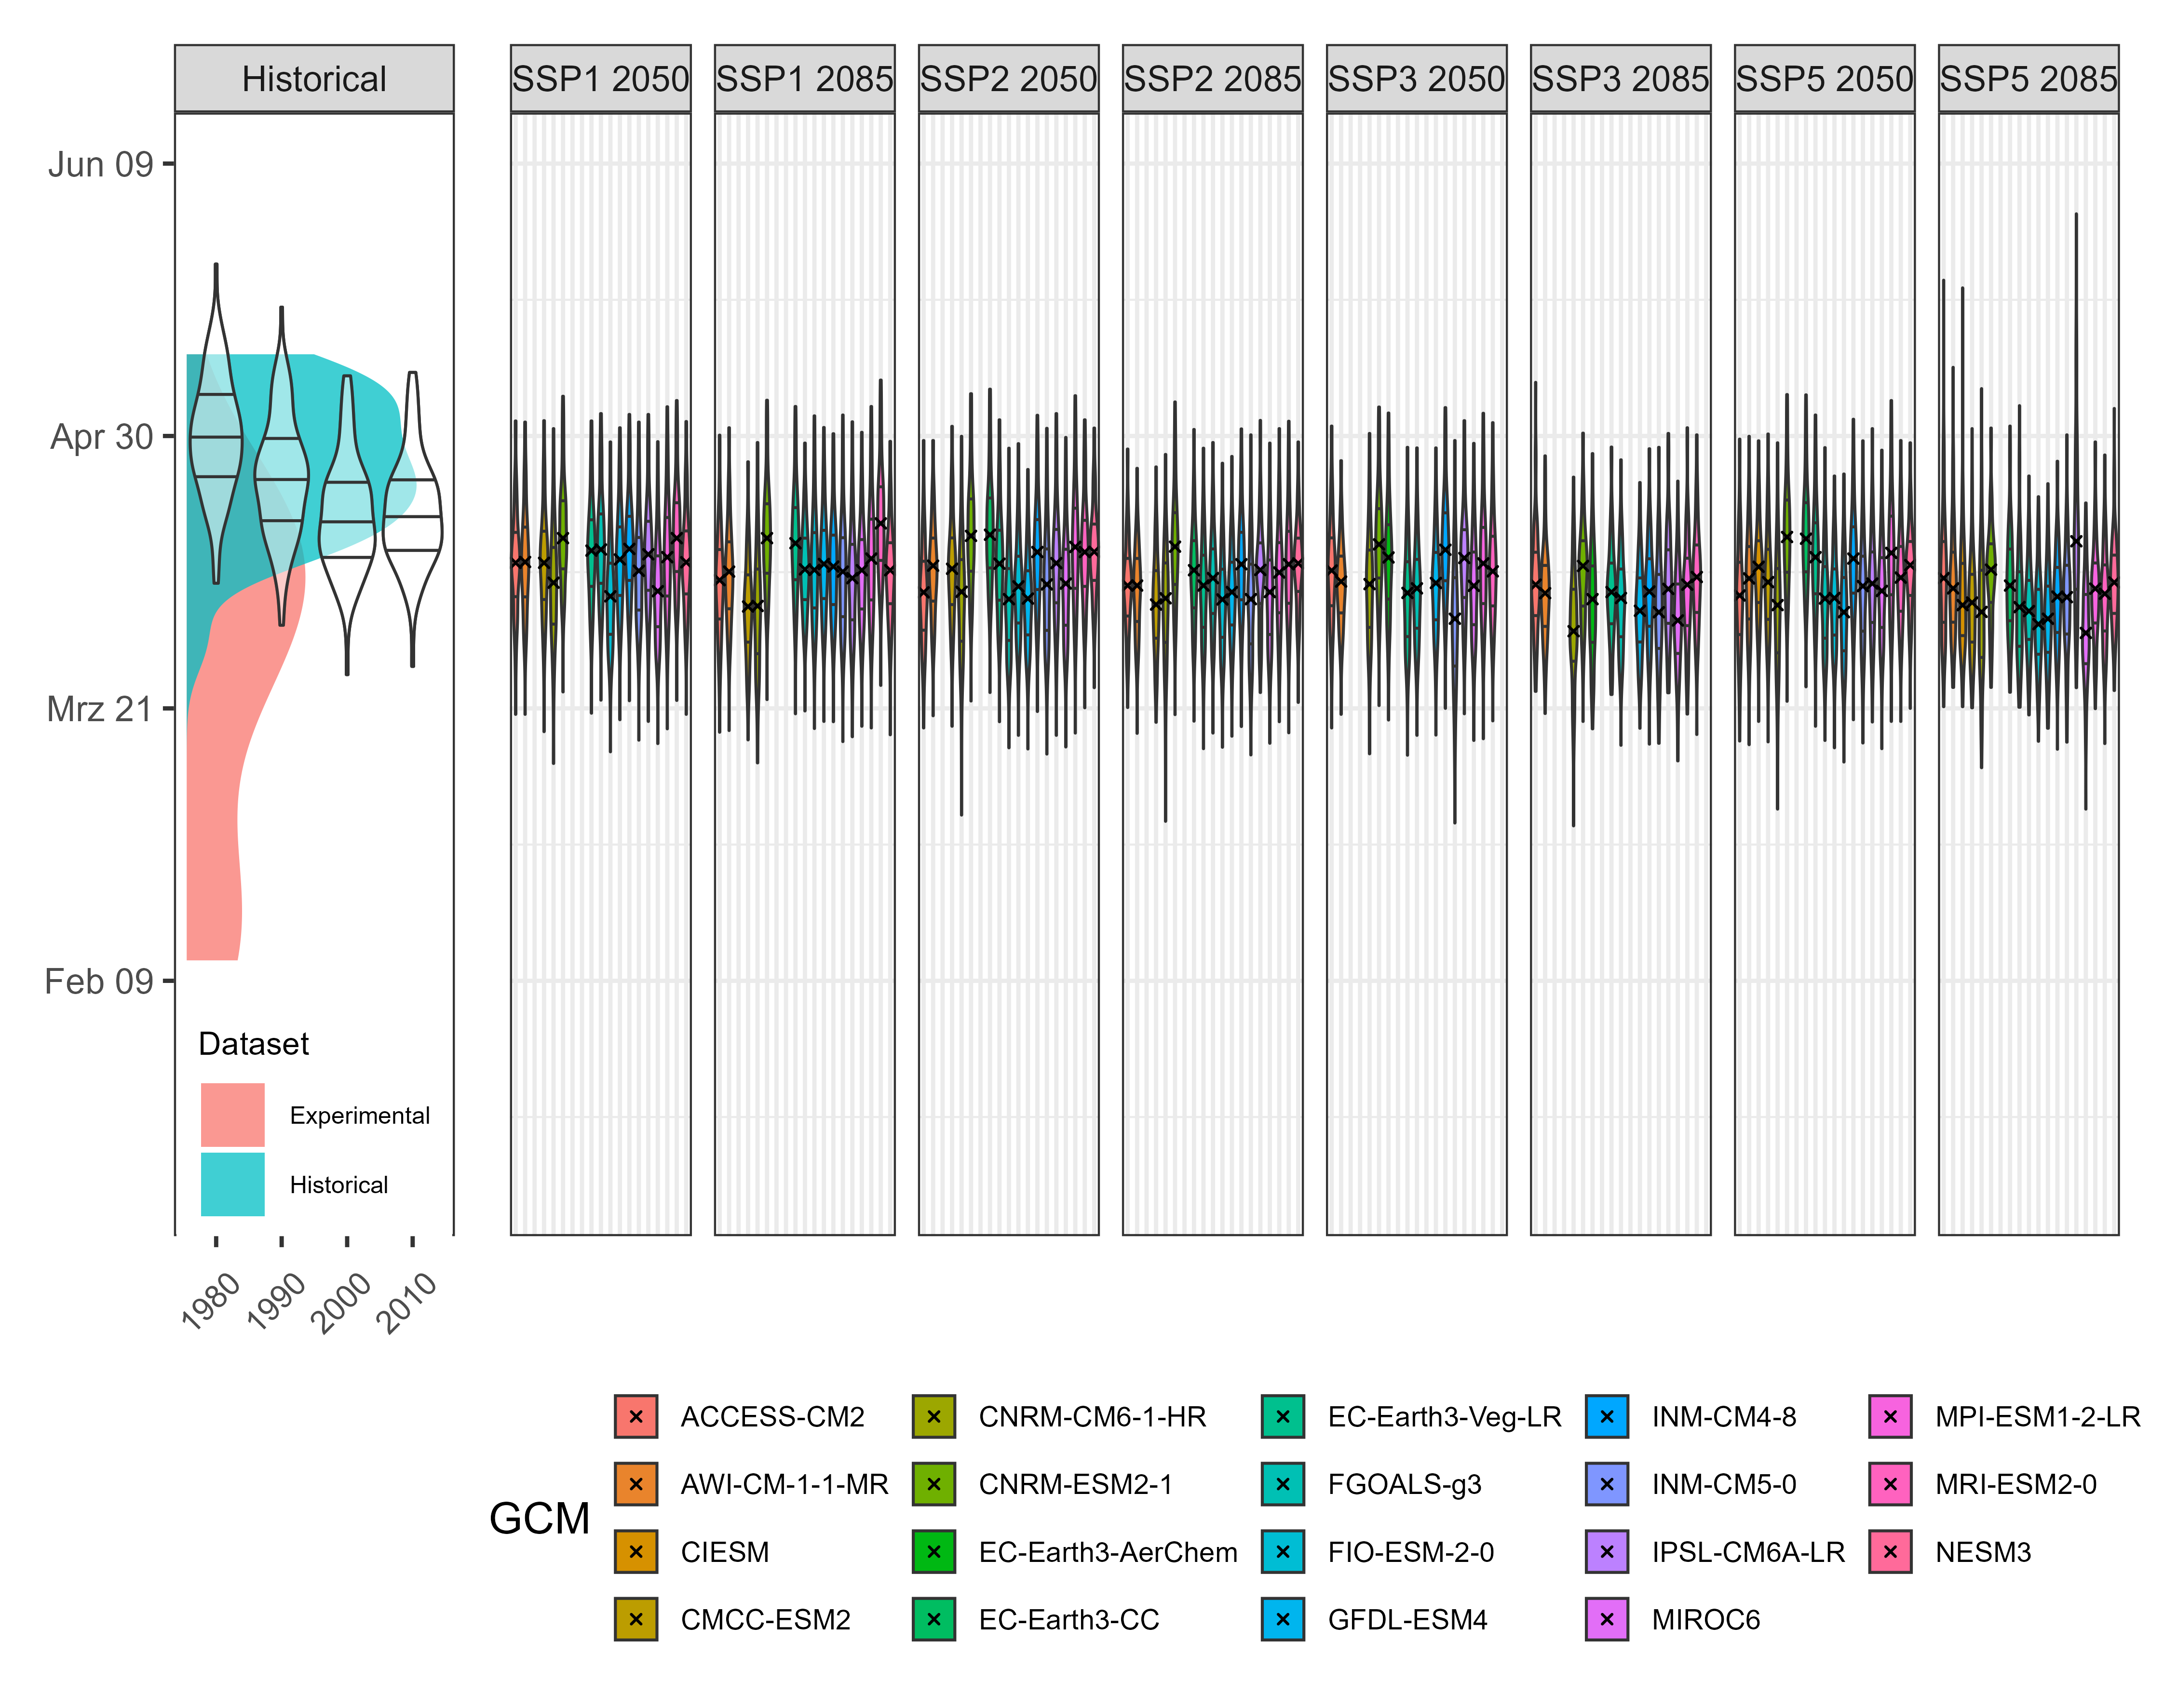 Historical
SSP1 2050
SSP1 2085
SSP2 2050
SSP2 2085
SSP3 2050
SSP3 2085
SSP5 2050
SSP5 2085
Jun 09
Apr 30
Mrz 21
Feb 09
Dataset
Experimental
Historical
1980
1990
2000
2010
GCM
ACCESS-CM2
AWI-CM-1-1-MR
CIESM
CMCC-ESM2
CNRM-CM6-1-HR
CNRM-ESM2-1
EC-Earth3-AerChem
EC-Earth3-CC
EC-Earth3-Veg-LR
FGOALS-g3
FIO-ESM-2-0
GFDL-ESM4
INM-CM4-8
INM-CM5-0
IPSL-CM6A-LR
MIROC6
MPI-ESM1-2-LR
MRI-ESM2-0
NESM3